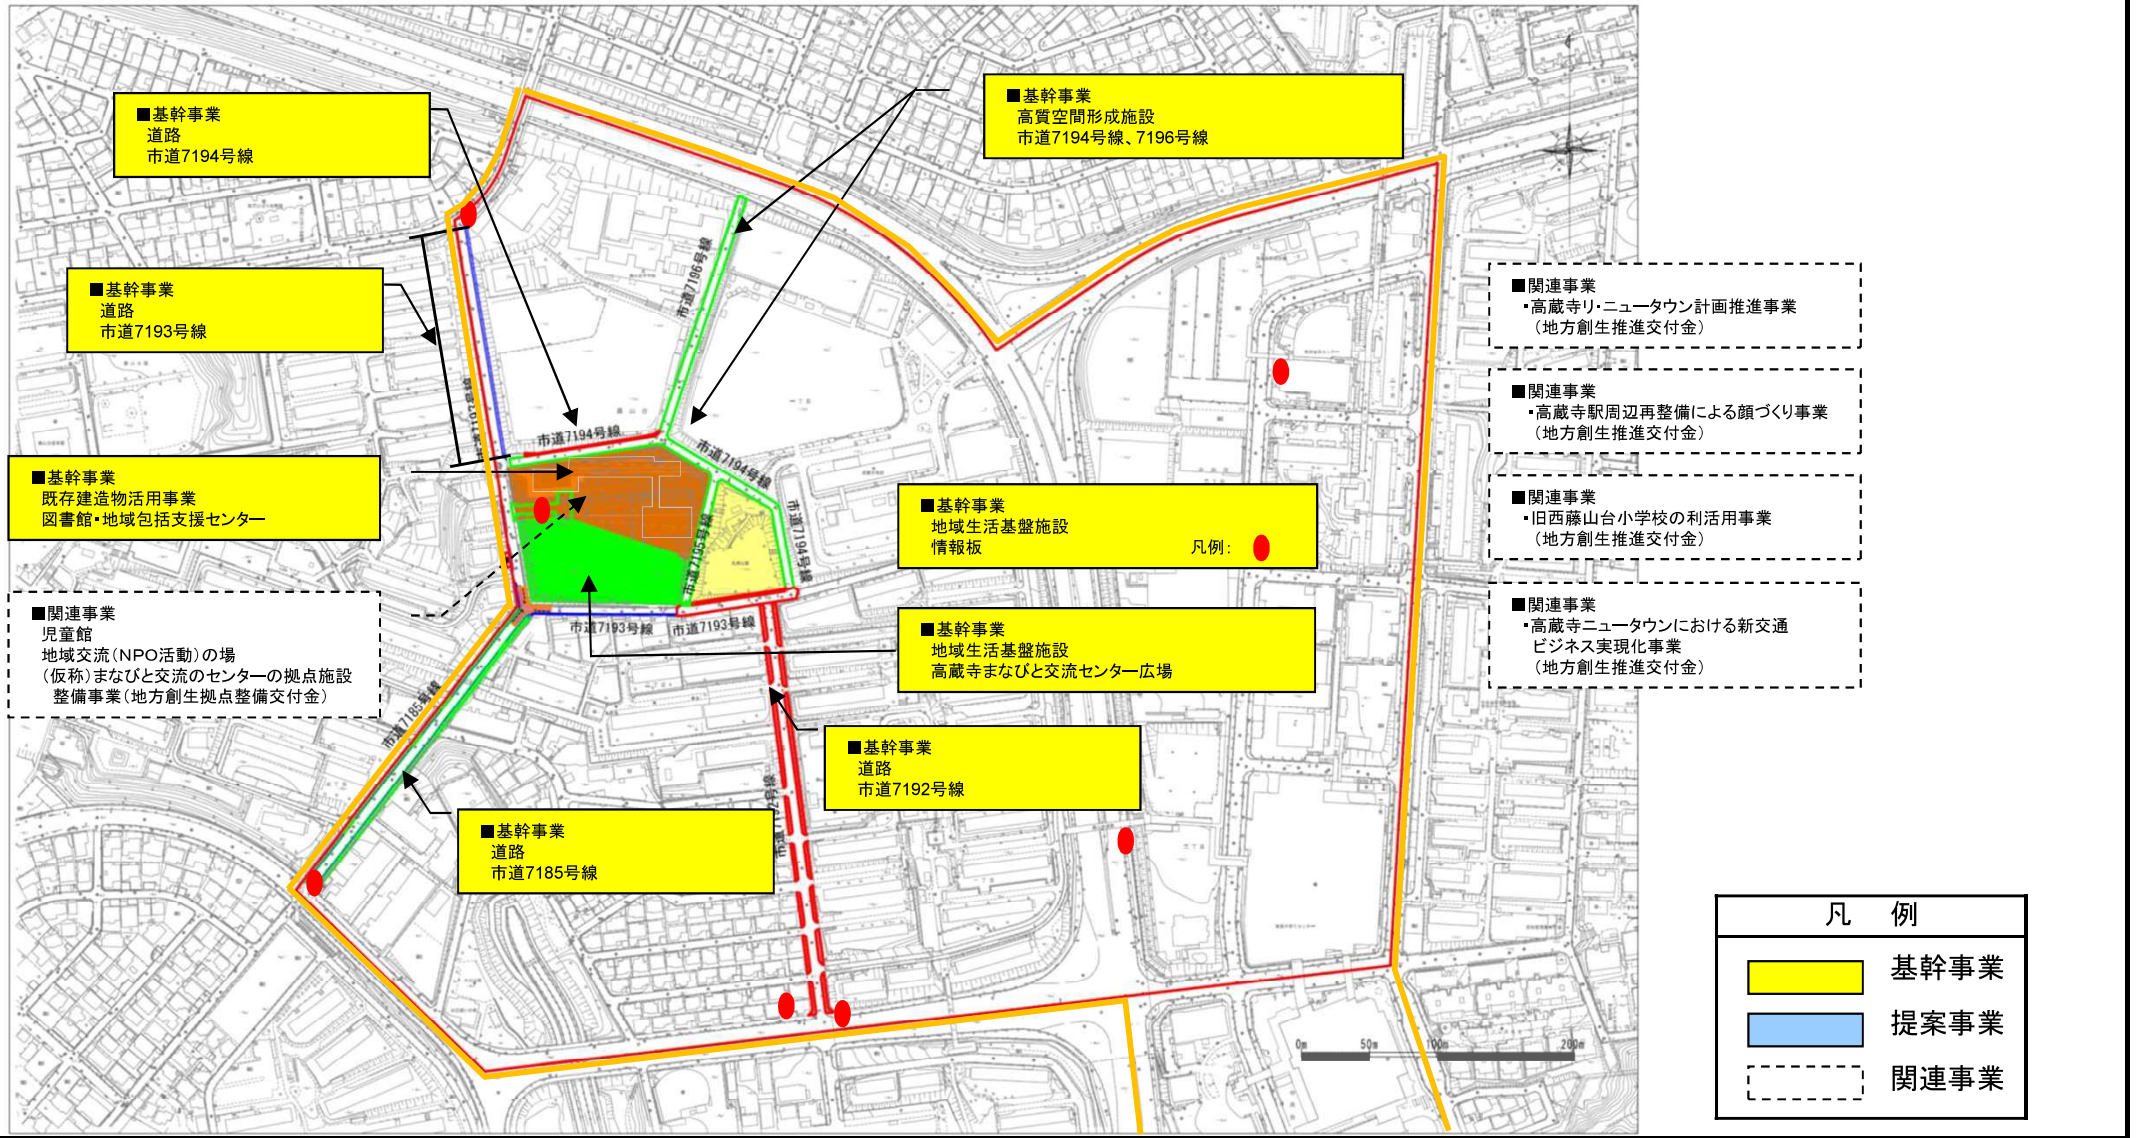 ■基幹事業
道路
市道7194号線
■基幹事業
高質空間形成施設
市道7194号線、7196号線
■基幹事業
道路
市道7193号線
■関連事業
・高蔵寺リ・ニュータウン計画推進事業
（地方創生推進交付金）
■関連事業
・高蔵寺駅周辺再整備による顔づくり事業
（地方創生推進交付金）
■関連事業
・旧西藤山台小学校の利活用事業
（地方創生推進交付金）
■関連事業
・高蔵寺ニュータウンにおける新交通
ビジネス実現化事業
（地方創生推進交付金）
■基幹事業
既存建造物活用事業
図書館・地域包括支援センター
■関連事業
児童館
地域交流（NPO活動）の場
（仮称）まなびと交流のセンターの拠点施設
整備事業（地方創生拠点整備交付金）
■基幹事業
地域生活基盤施設
情報板　凡例：
■基幹事業
地域生活基盤施設
高蔵寺まなびと交流センター広場
■基幹事業
道路
市道7192号線
■基幹事業
道路
市道7185号線
市道7196号線
市道7194号線
市道7194号線
市道7194号線
市道7195号線
市道7193号線
市道7193号線
市道7185号線
0m 50m 100m 200m
凡　例
基幹事業
提案事業
関連事業